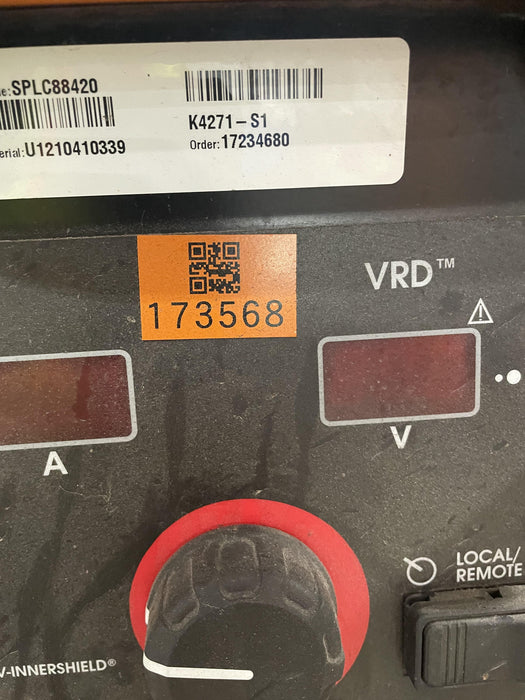 e:SPLC88420
K4271-S1
erial:U1210410339
Order:17234680
173568
VRD™
A
V
LOCAL/
REMOTE
V-INNERSHIELD®